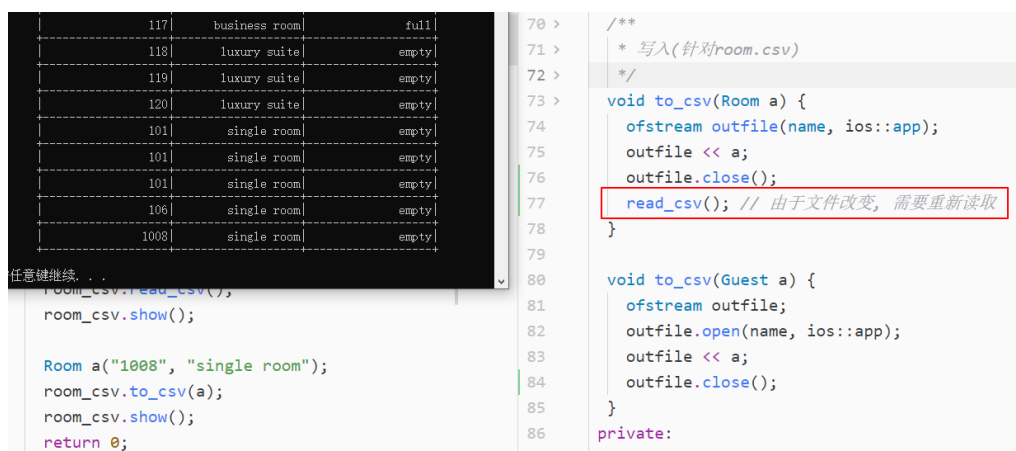 117| business room| full|
118| luxury suite| empty|
119| luxury suite| empty|
120| luxury suite| empty|
101| single room| empty|
101| single room| empty|
101| single room| empty|
106| single room| empty|
1008| single room| empty|
任意键继续. . .
room_csv.read_csv();
room_csv.show();
Room a("1008", "single room");
room_csv.to_csv(a);
room_csv.show();
return 0;
70 > /**
71 > * 写入(针对room.csv)
72 > */
73 > void to_csv(Room a) {
74 ofstream outfile(name, ios::app);
75 outfile << a;
76 outfile.close();
77 read_csv(); // 由于文件改变, 需要重新读取
78 }
79
80 void to_csv(Guest a) {
81 ofstream outfile;
82 outfile.open(name, ios::app);
83 outfile << a;
84 outfile.close();
85 }
86 private: